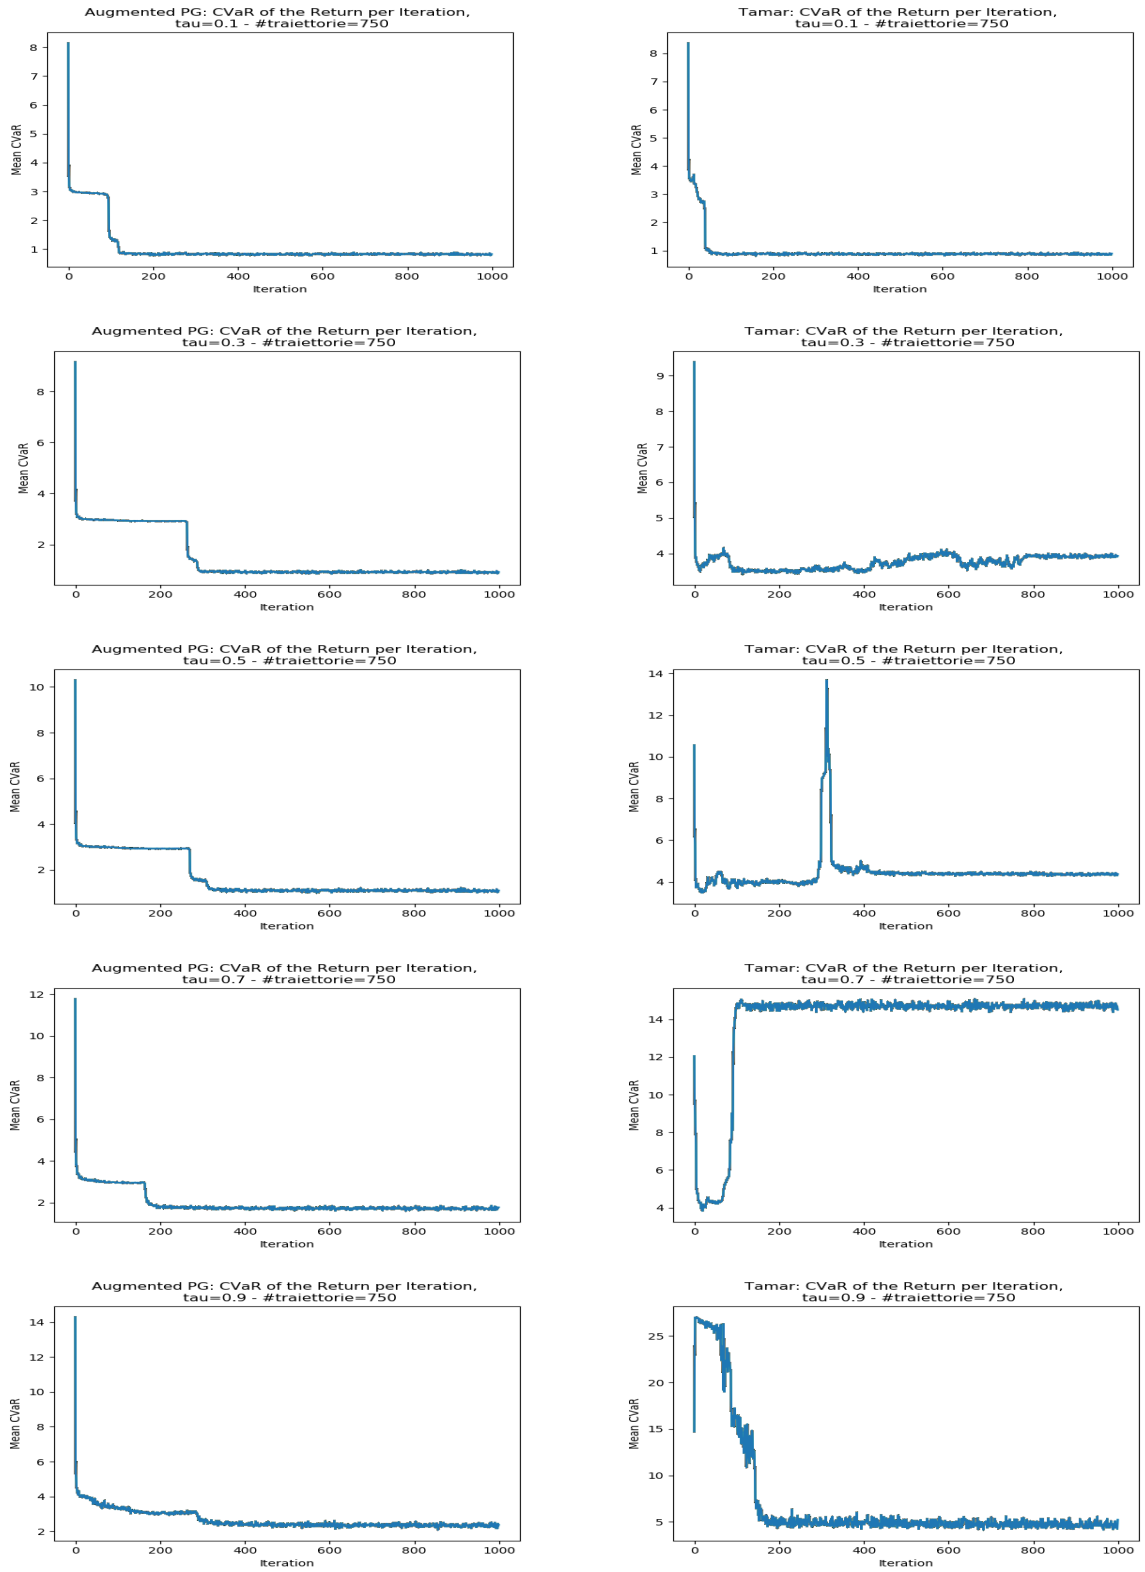 Augmented PG: CVaR of the Return per Iteration,
tau=0.1 - #traiettorie=750
8
7
6
5
4
3
2
1
Mean CVaR
0 200 400 600 800 1000
Iteration
Tamar: CVaR of the Return per Iteration,
tau=0.1 - #traiettorie=750
8
7
6
5
4
3
2
1
Mean CVaR
0 200 400 600 800 1000
Iteration
Augmented PG: CVaR of the Return per Iteration,
tau=0.3 - #traiettorie=750
8
6
4
2
Mean CVaR
0 200 400 600 800 1000
Iteration
Tamar: CVaR of the Return per Iteration,
tau=0.3 - #traiettorie=750
9
8
7
6
5
4
Mean CVaR
0 200 400 600 800 1000
Iteration
Augmented PG: CVaR of the Return per Iteration,
tau=0.5 - #traiettorie=750
10
8
6
4
2
Mean CVaR
0 200 400 600 800 1000
Iteration
Tamar: CVaR of the Return per Iteration,
tau=0.5 - #traiettorie=750
14
12
10
8
6
4
Mean CVaR
0 200 400 600 800 1000
Iteration
Augmented PG: CVaR of the Return per Iteration,
tau=0.7 - #traiettorie=750
12
10
8
6
4
2
Mean CVaR
0 200 400 600 800 1000
Iteration
Tamar: CVaR of the Return per Iteration,
tau=0.7 - #traiettorie=750
14
12
10
8
6
4
Mean CVaR
0 200 400 600 800 1000
Iteration
Augmented PG: CVaR of the Return per Iteration,
tau=0.9 - #traiettorie=750
14
12
10
8
6
4
2
Mean CVaR
0 200 400 600 800 1000
Iteration
Tamar: CVaR of the Return per Iteration,
tau=0.9 - #traiettorie=750
25
20
15
10
5
Mean CVaR
0 200 400 600 800 1000
Iteration